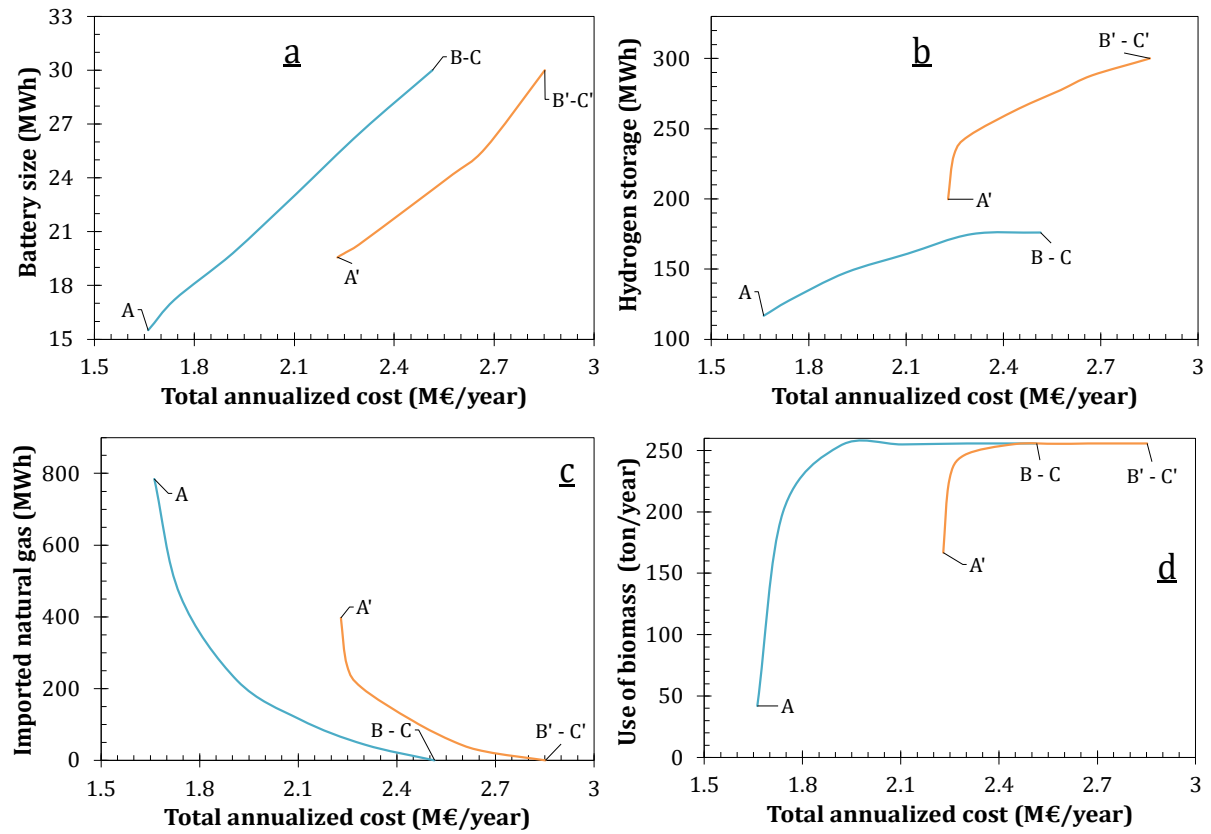 a
Battery size (MWh)
33
30
27
24
21
18
15
B-C
B'-C'
A
A'
1.5 1.8 2.1 2.4 2.7 3
Total annualized cost (M€/year)
b
Hydrogen storage (MWh)
300
250
200
150
100
B' - C'
A'
B - C
A
1.5 1.8 2.1 2.4 2.7 3
Total annualized cost (M€/year)
c
Imported natural gas (MWh)
800
600
400
200
0
A
A'
B - C
B' - C'
1.5 1.8 2.1 2.4 2.7 3
Total annualized cost (M€/year)
d
Use of biomass (ton/year)
250
200
150
100
50
0
B - C
B' - C'
A'
A
1.5 1.8 2.1 2.4 2.7 3
Total annualized cost (M€/year)